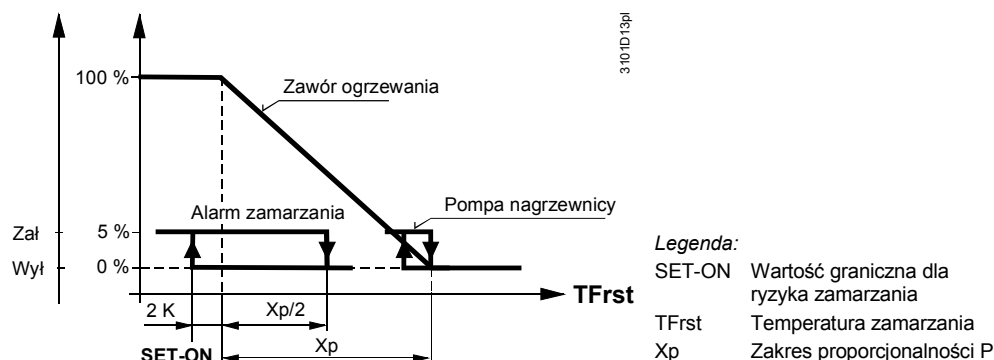 3101D13pl
100 %
Zawór ogrzewania
Alarm zamarzania
Pompa nagrzewnicy
Zał
5 %
Wył
0 %
TFrst
2 K
Xp/2
Xp
SET-ON
Legenda:
SET-ON Wartość graniczna dla
ryzyka zamarzania
TFrst Temperatura zamarzania
Xp Zakres proporcjonalności P